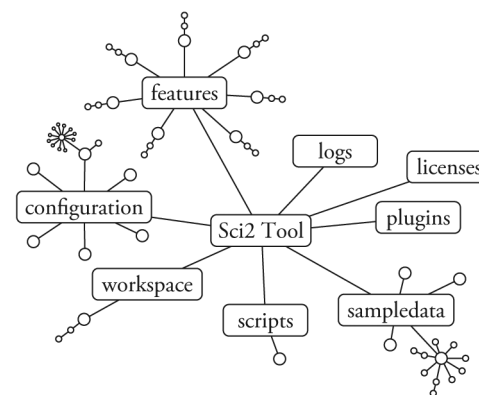 features
logs
licenses
configuration
plugins
Sci2 Tool
workspace
sampledata
scripts